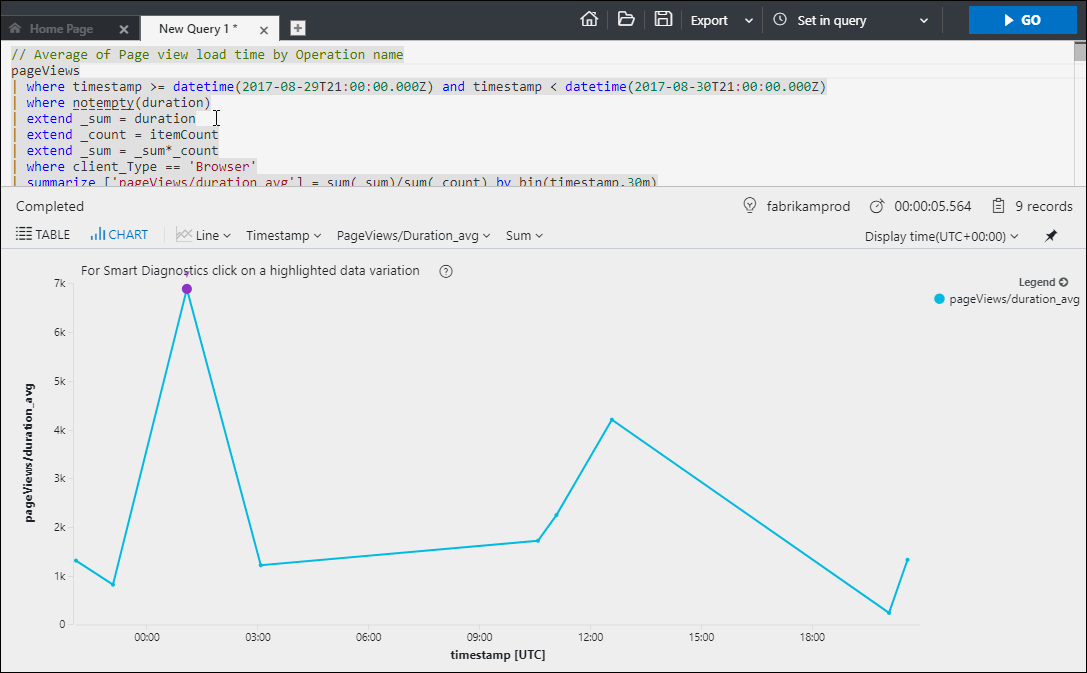 Home Page
New Query 1 *
Export
Set in query
GO
// Average of Page view load time by Operation name
pageViews
| where timestamp >= datetime(2017-08-29T21:00:00.000Z) and timestamp < datetime(2017-08-30T21:00:00.000Z)
| where notempty(duration)
| extend _sum = duration
| extend _count = itemCount
| extend _sum = _sum*_count
| where client_Type == 'Browser'
| summarize ['pageViews/duration_avg'] = sum(_sum)/sum(_count) by bin(timestamp,30m)
Completed
fabrikamprod
00:00:05.564
9 records
TABLE
CHART
Line
Timestamp
PageViews/Duration_avg
Sum
Display time(UTC+00:00)
For Smart Diagnostics click on a highlighted data variation
?
Legend
pageViews/duration_avg
7k
6k
5k
4k
3k
2k
1k
0
pageViews/duration_avg
00:00
03:00
06:00
09:00
12:00
15:00
18:00
timestamp [UTC]